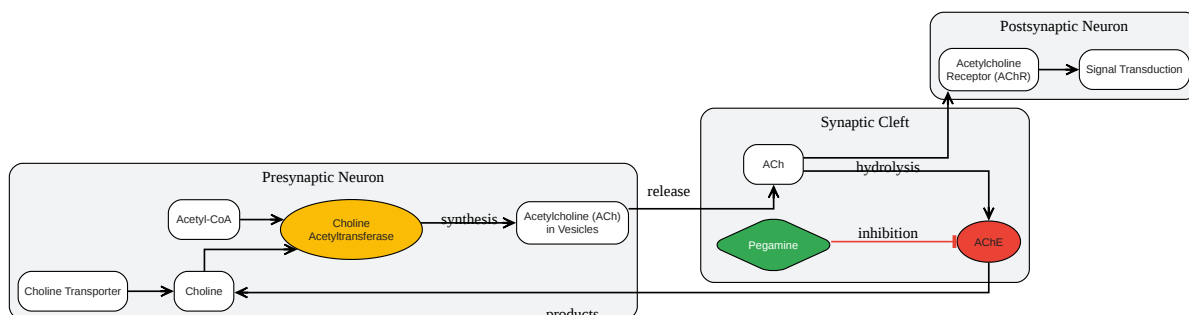 Postsynaptic Neuron
Acetylcholine
Receptor (AChR)
Signal Transduction
Synaptic Cleft
ACh
hydrolysis
Presynaptic Neuron
release
Acetyl-CoA
Choline
Acetyltransferase
synthesis
Acetylcholine (ACh)
in Vesicles
Pegamine
inhibition
AChE
Choline Transporter
Choline
products